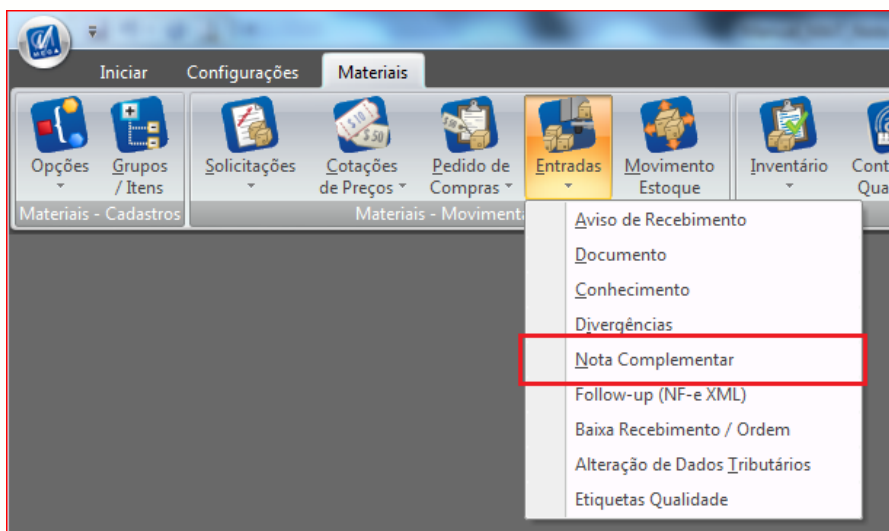 MEGA
Iniciar Configurações Materiais
Opções Grupos / Itens
Solicitações Cotações de Preços Pedido de Compras Entradas Movimento Estoque
Inventário
Materiais - Cadastros
Materiais -
Aviso de Recebimento
Documento
Conhecimento
Divergências
Nota Complementar
Follow-up (NF-e XML)
Baixa Recebimento / Ordem
Alteração de Dados Tributários
Etiquetas Qualidade